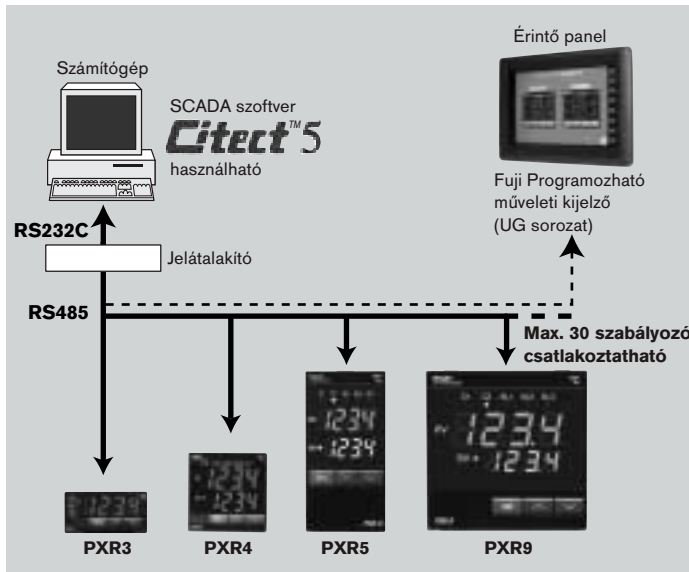 Számítógép
SCADA szoftver
Citect™5
használható
Érintő panel
Fuji Programozható
műveleti kijelző
(UG sorozat)
RS232C
Jelátalakító
RS485
Max. 30 szabályozó
csatlakoztatható
1234
1234
1234
1234
1234
PV
123.4
123.4
PXR3
PXR4
PXR5
PXR9